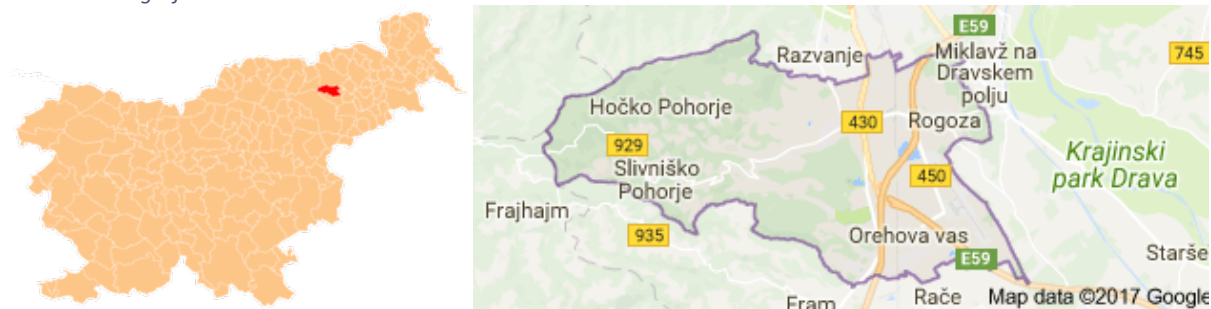 E59
Razvanje
Miklavž na
Dravskem
polju
745
Hočko Pohorje
430
Rogoza
929
Krajinski
park Drava
Slivniško
Pohorje
450
Frajhajm
935
Orehova vas
E59
Starše
Fram
Rače
Map data ©2017 Google